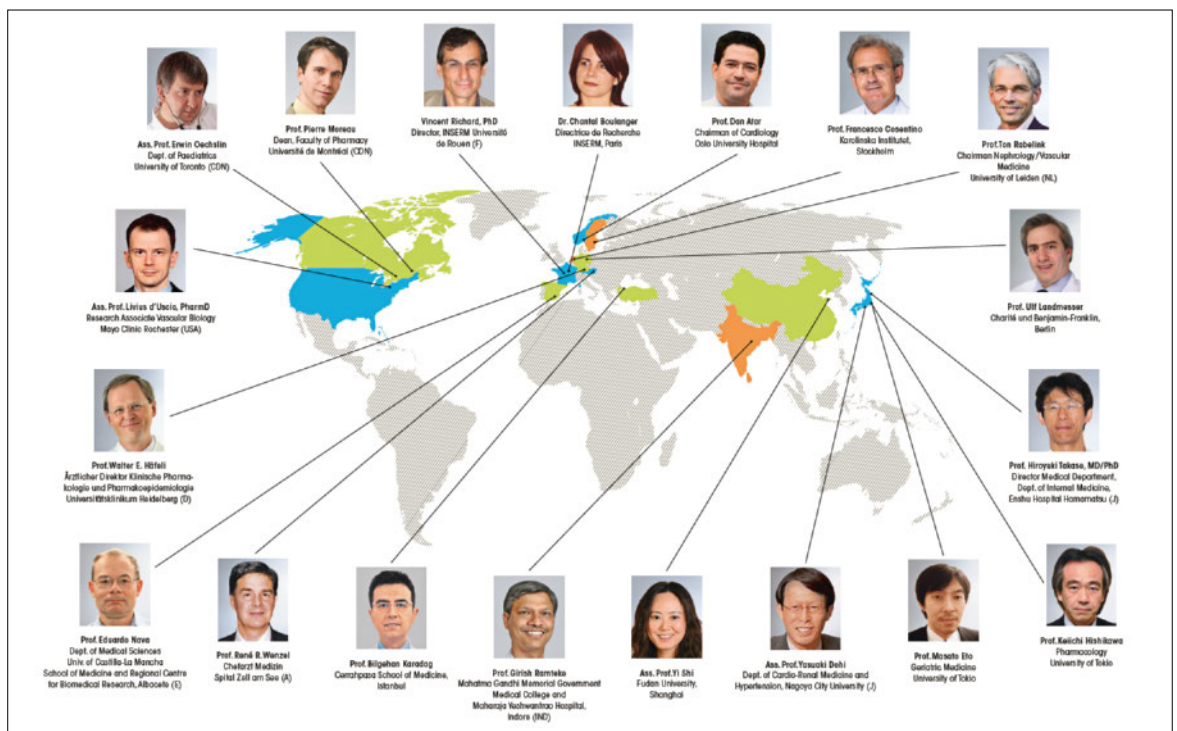 Ass. Prof. Erwin Oechslin
Dept. of Paediatrics
University of Toronto (CDN)
Prof. Pierre Moreau
Dean, Faculty of Pharmacy
Université de Montréal (CDN)
Vincent Richard, PhD
Director, INSERM Université
de Rouen (F)
Dr. Chantal Boulanger
Directrice de Recherche
INSERM, Paris
Prof. Dan Atar
Chairman of Cardiology
Oslo University Hospital
Prof. Francesco Cosentino
Karolinska Institutet,
Stockholm
Prof. Ton Rabelink
Chairman Nephrology/Vascular
Medicine
University of Leiden (NL)
Ass. Prof. Livius d'Uscio, PharmD
Research Associate Vascular Biology
Mayo Clinic Rochester (USA)
Prof. Ulf Landmesser
Charité und Benjamin-Franklin,
Berlin
Prof. Walter E. Häfeli
Ärztlicher Direktor Klinische Pharma-
kologie und Pharmakoepidemiologie
Universitätsklinikum Heidelberg (D)
Prof. Hiroyuki Takase, MD/PhD
Director Medical Department,
Dept. of Internal Medicine,
Enshu Hospital Hamamatsu (J)
Prof. Eduardo Nava
Dept. of Medical Sciences
Univ. of Castilla-La Mancha
School of Medicine and Regional Centre
for Biomedical Research, Albacete (E)
Prof. René R. Wenzel
Chefarzt Medizin
Spital Zell am See (A)
Prof. Bilgehan Karadag
Cerrahpasa School of Medicine,
Istanbul
Prof. Girish Ramteke
Mahatma Gandhi Memorial Government
Medical College and
Maharaja Yeshwantrao Hospital,
Indore (IND)
Ass. Prof. Yi Shi
Fudan University,
Shanghai
Ass. Prof. Yasuaki Dohi
Dept. of Cardio-Renal Medicine and
Hypertension, Nagoya City University (J)
Prof. Masato Eto
Geriatric Medicine
University of Tokio
Prof. Keiichi Hishikawa
Pharmacology
University of Tokio